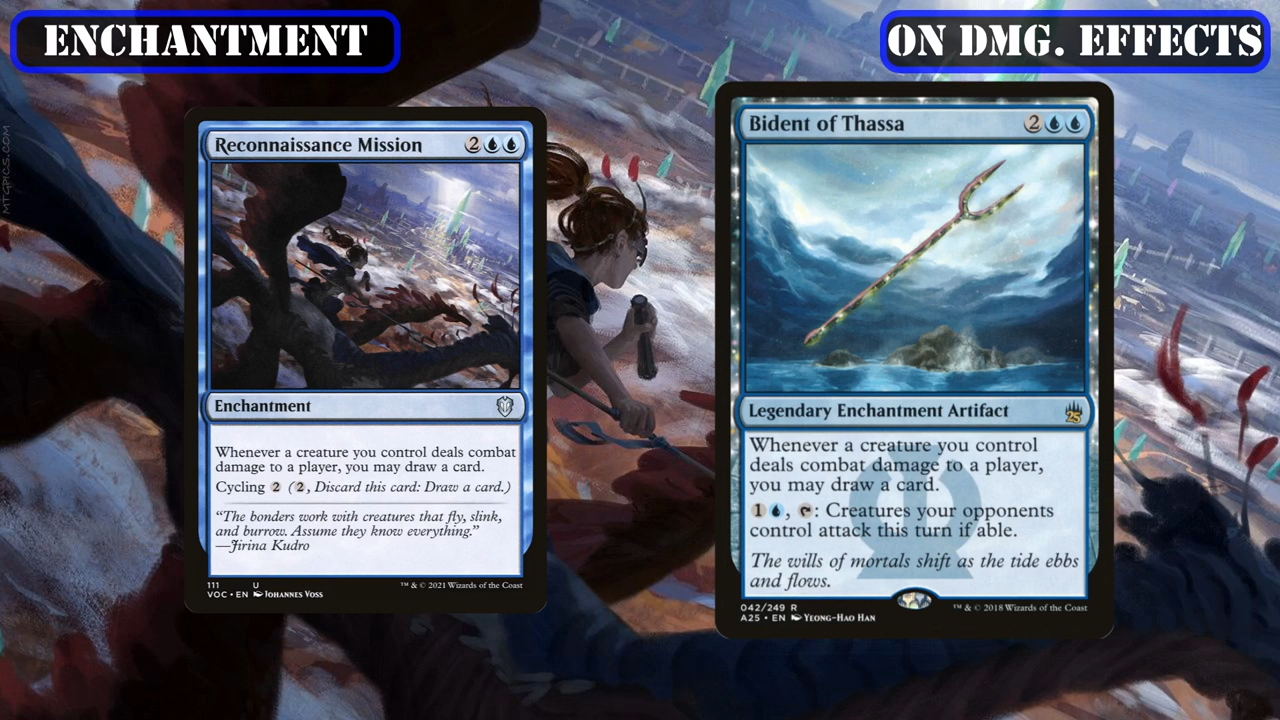 ENCHANTMENT
ON DMG. EFFECTS
MTGPICS.COM
Reconnaissance Mission 2
Enchantment
Whenever a creature you control deals combat
damage to a player, you may draw a card.
Cycling 2 (2, Discard this card: Draw a card.)
“The bonders work with creatures that fly, slink,
and burrow. Assume they know everything.”
—Jirina Kudro
111 U
VOC • EN Johannes Voss
™ & © 2021 Wizards of the Coast
Bident of Thassa 2
Legendary Enchantment Artifact
25
Whenever a creature you control
deals combat damage to a player,
you may draw a card.
1, : Creatures your opponents
control attack this turn if able.
The wills of mortals shift as the tide ebbs
and flows.
042/249 R
A25 • EN Yeong-Hao Han
™ & © 2018 Wizards of the Coast